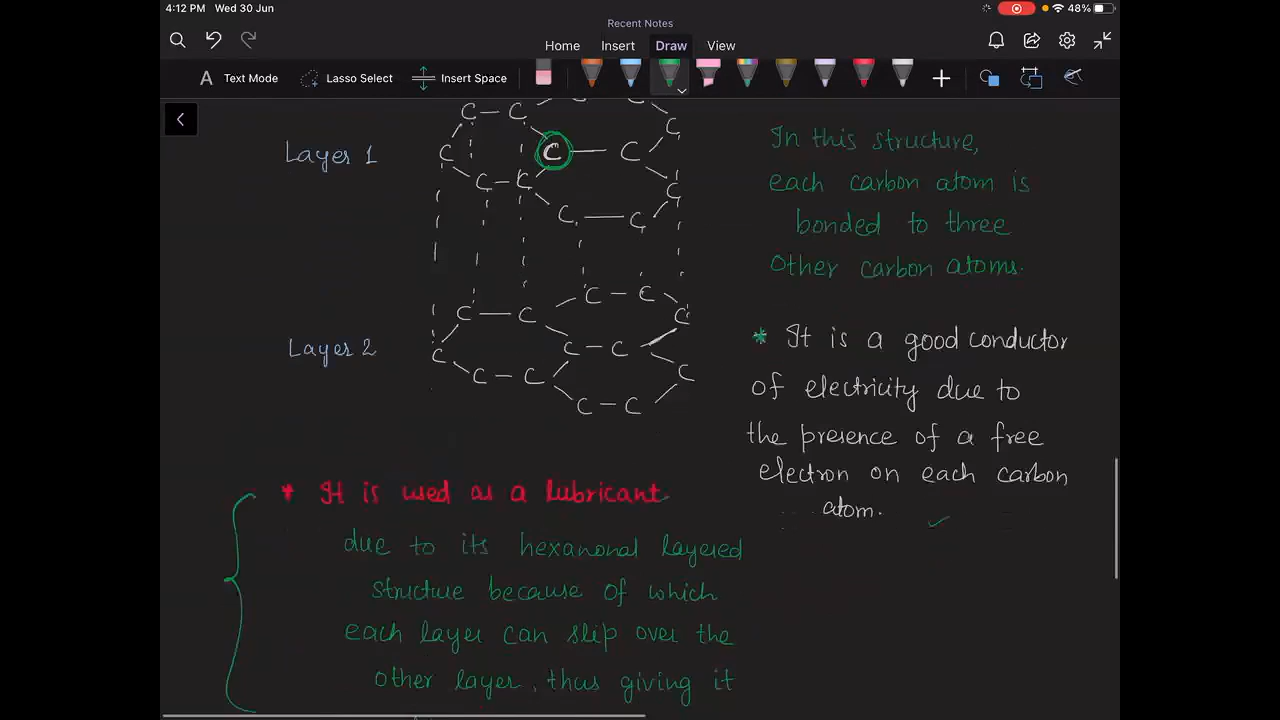 4:12 PM Wed 30 Jun
48%
Recent Notes
Home Insert Draw View
A Text Mode Lasso Select Insert Space
C — C
Layer 1
C C C C
C C C
C — C
C — C
C — C C
Layer 2
C C — C
C — C C
C — C
In this structure,
each carbon atom is
bonded to three
other carbon atoms.
* It is a good conductor
of electricity due to
the presence of a free
electron on each carbon
atom.
* It is used as a lubricant
due to its hexanonal layered
structure because of which
each layer can slip over the
other layer, thus giving it